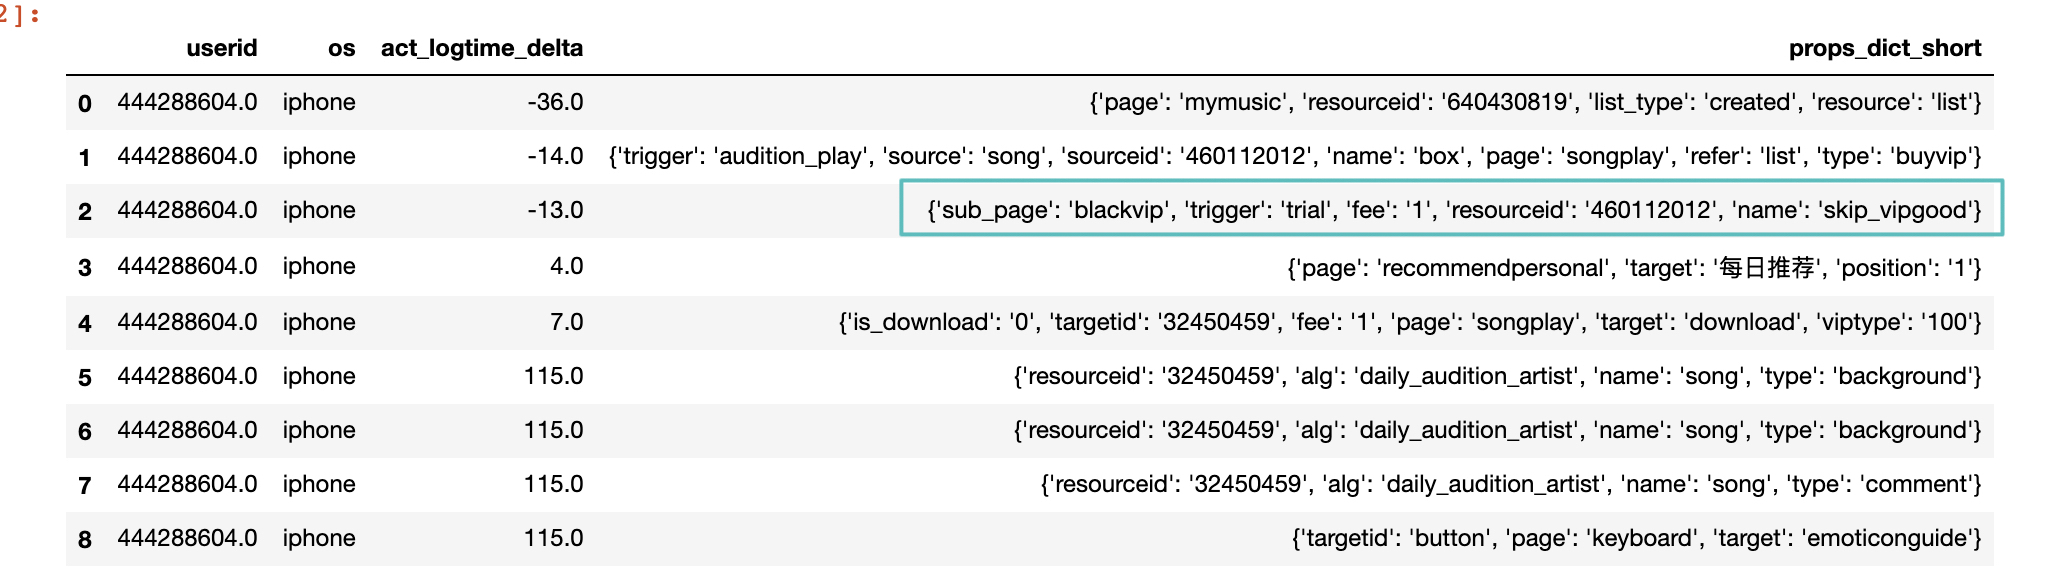 2]:
userid os act_logtime_delta props_dict_short
0 444288604.0 iphone -36.0 {'page': 'mymusic', 'resourceid': '640430819', 'list_type': 'created', 'resource': 'list'}
1 444288604.0 iphone -14.0 {'trigger': 'audition_play', 'source': 'song', 'sourceid': '460112012', 'name': 'box', 'page': 'songplay', 'refer': 'list', 'type': 'buyvip'}
2 444288604.0 iphone -13.0 {'sub_page': 'blackvip', 'trigger': 'trial', 'fee': '1', 'resourceid': '460112012', 'name': 'skip_vipgood'}
3 444288604.0 iphone 4.0 {'page': 'recommendpersonal', 'target': '每日推荐', 'position': '1'}
4 444288604.0 iphone 7.0 {'is_download': '0', 'targetid': '32450459', 'fee': '1', 'page': 'songplay', 'target': 'download', 'viptype': '100'}
5 444288604.0 iphone 115.0 {'resourceid': '32450459', 'alg': 'daily_audition_artist', 'name': 'song', 'type': 'background'}
6 444288604.0 iphone 115.0 {'resourceid': '32450459', 'alg': 'daily_audition_artist', 'name': 'song', 'type': 'background'}
7 444288604.0 iphone 115.0 {'resourceid': '32450459', 'alg': 'daily_audition_artist', 'name': 'song', 'type': 'comment'}
8 444288604.0 iphone 115.0 {'targetid': 'button', 'page': 'keyboard', 'target': 'emoticonguide'}